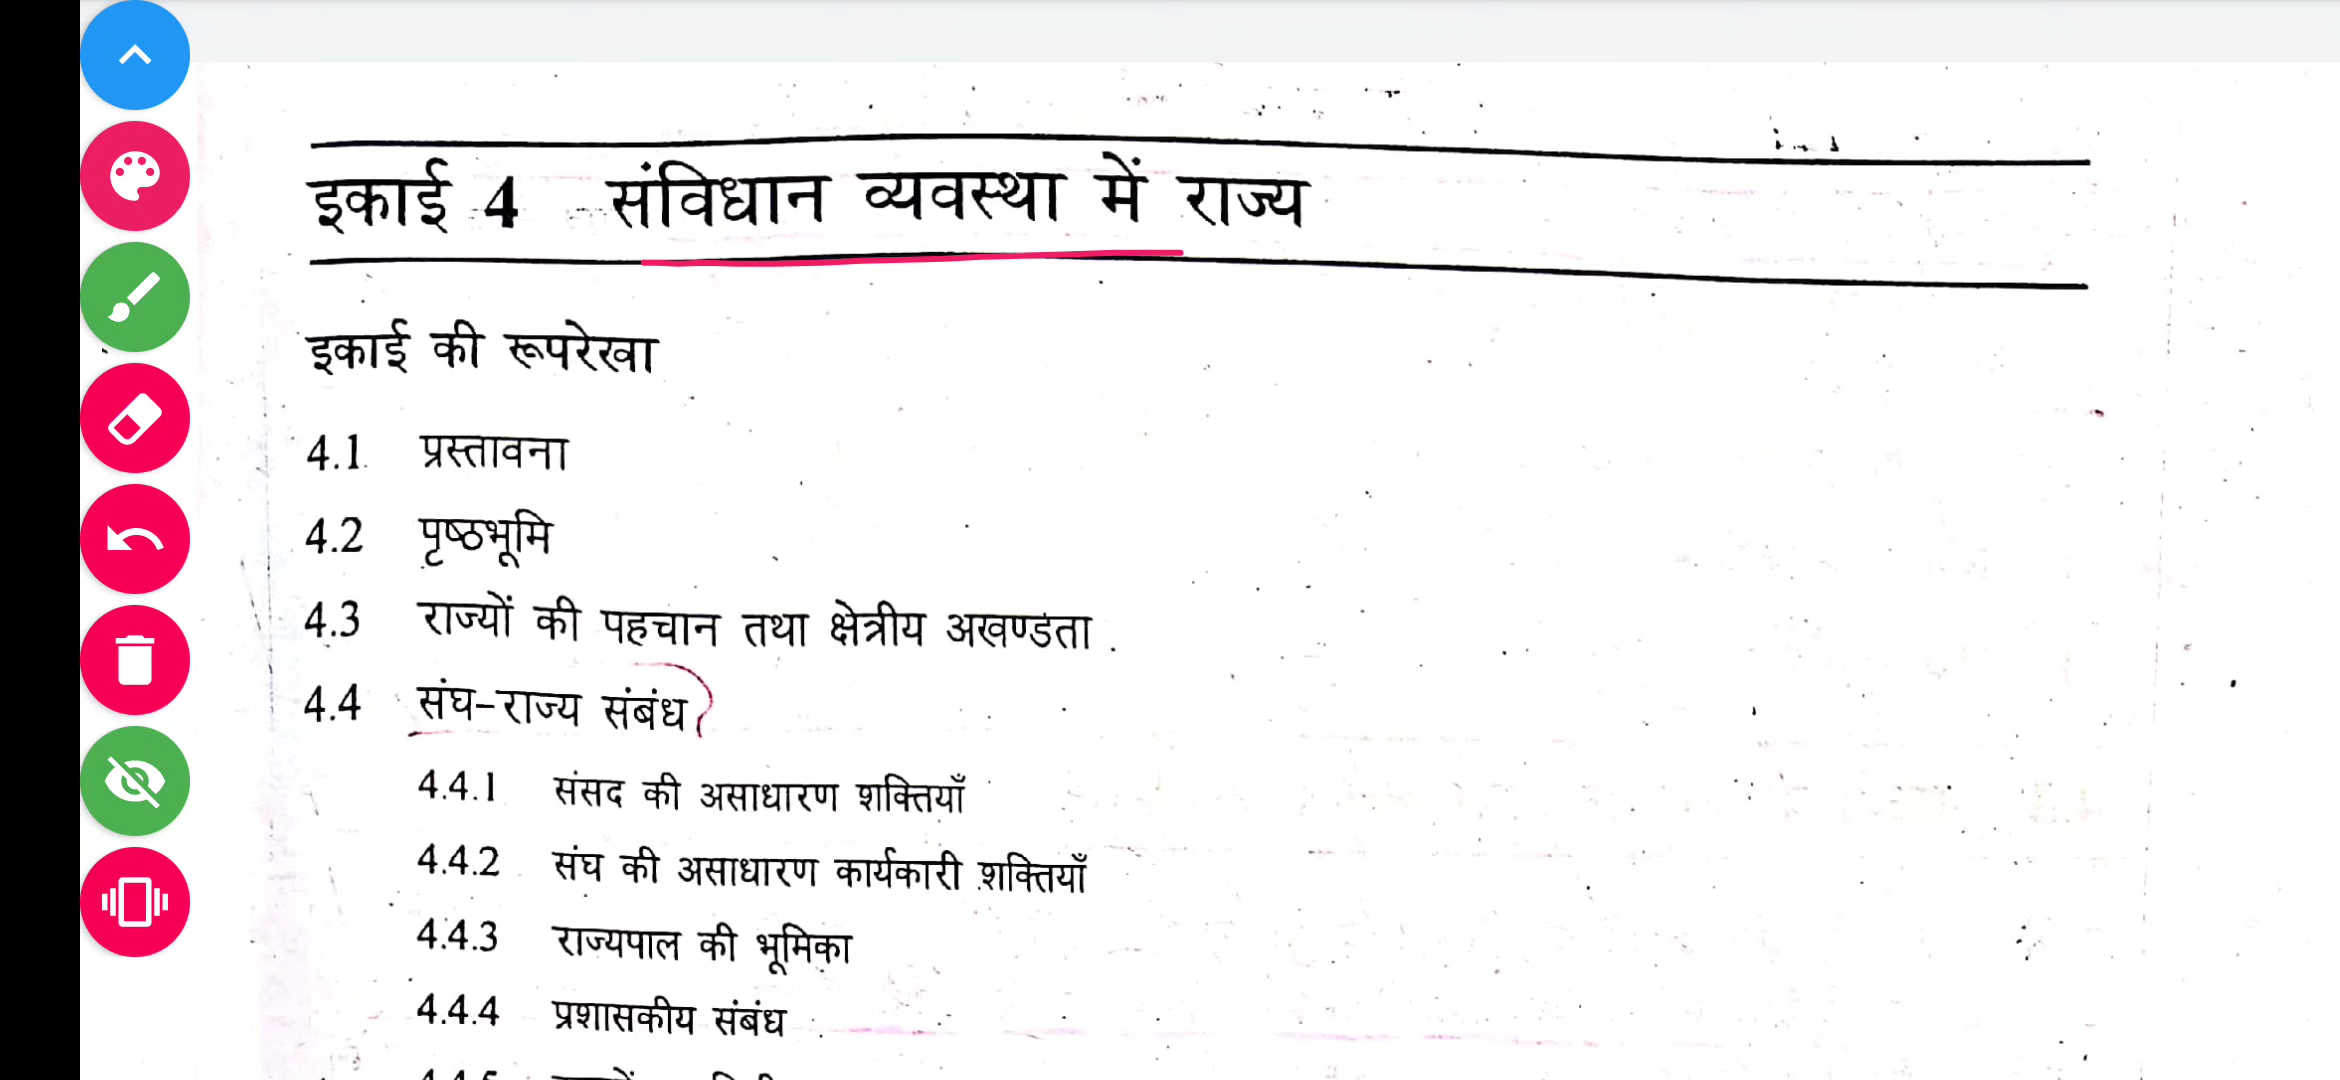 इकाई 4 संविधान व्यवस्था में राज्य
इकाई की रूपरेखा
4.1 प्रस्तावना
4.2 पृष्ठभूमि
4.3 राज्यों की पहचान तथा क्षेत्रीय अखण्डता
4.4 संघ-राज्य संबंध
4.4.1 संसद की असाधारण शक्तियाँ
4.4.2 संघ की असाधारण कार्यकारी शक्तियाँ
4.4.3 राज्यपाल की भूमिका
4.4.4 प्रशासकीय संबंध